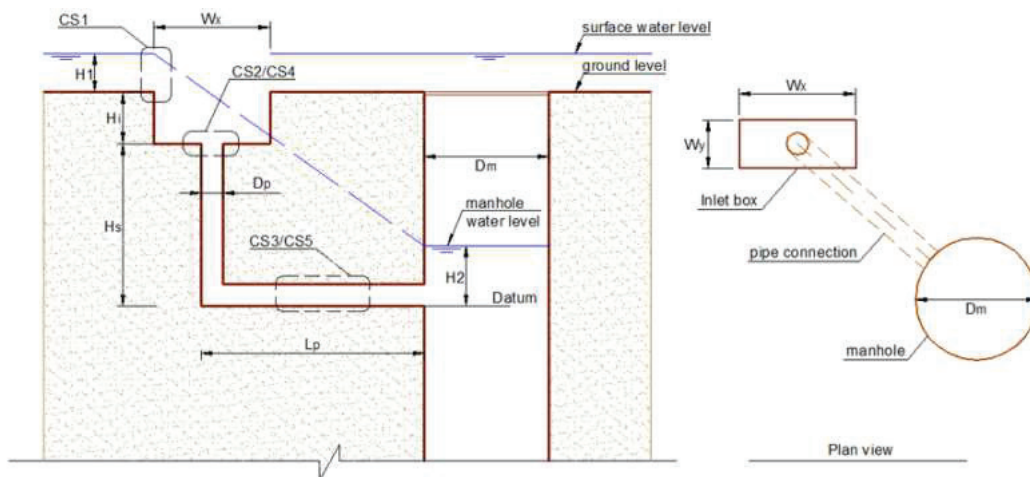 CS1
Wx
surface water level
H1
CS2/CS4
ground level
Wx
Hi
Wy
Dm
Dp
manhole
water level
Inlet box
Hs
CS3/CS5
pipe connection
H2
Datum
Dm
Lp
manhole
Plan view